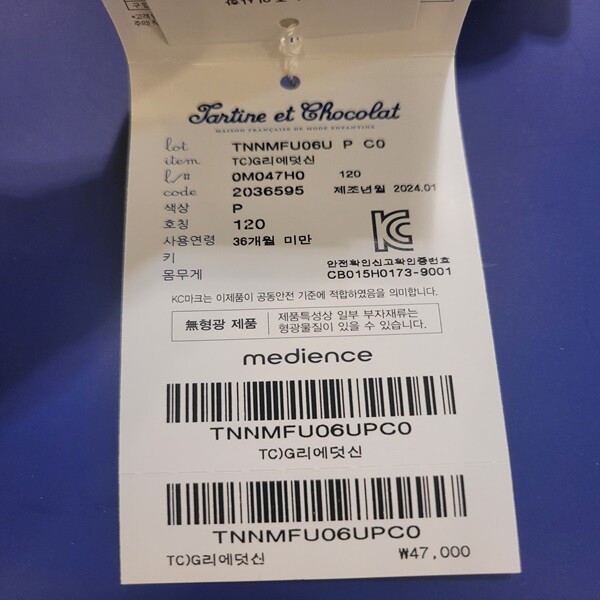 Tartine et Chocolat
MAISON FRANÇAISE DE MODE ENFANTINE
lot TNNMFU06U P C0
item TC)G리에덧신
l/# 0M047H0 120
code 2036595 제조년월 2024.01
색상 P
호칭 120
사용연령 36개월 미만
키
몸무게
KC
안전확인신고확인증번호
CB015H0173-9001
KC마크는 이제품이 공동안전 기준에 적합하였음을 의미합니다.
無형광 제품
제품특성상 일부 부자재류는
형광물질이 있을 수 있습니다.
medience
TNNMFU06UPC0
TC)G리에덧신
TNNMFU06UPC0
TC)G리에덧신 ₩47,000